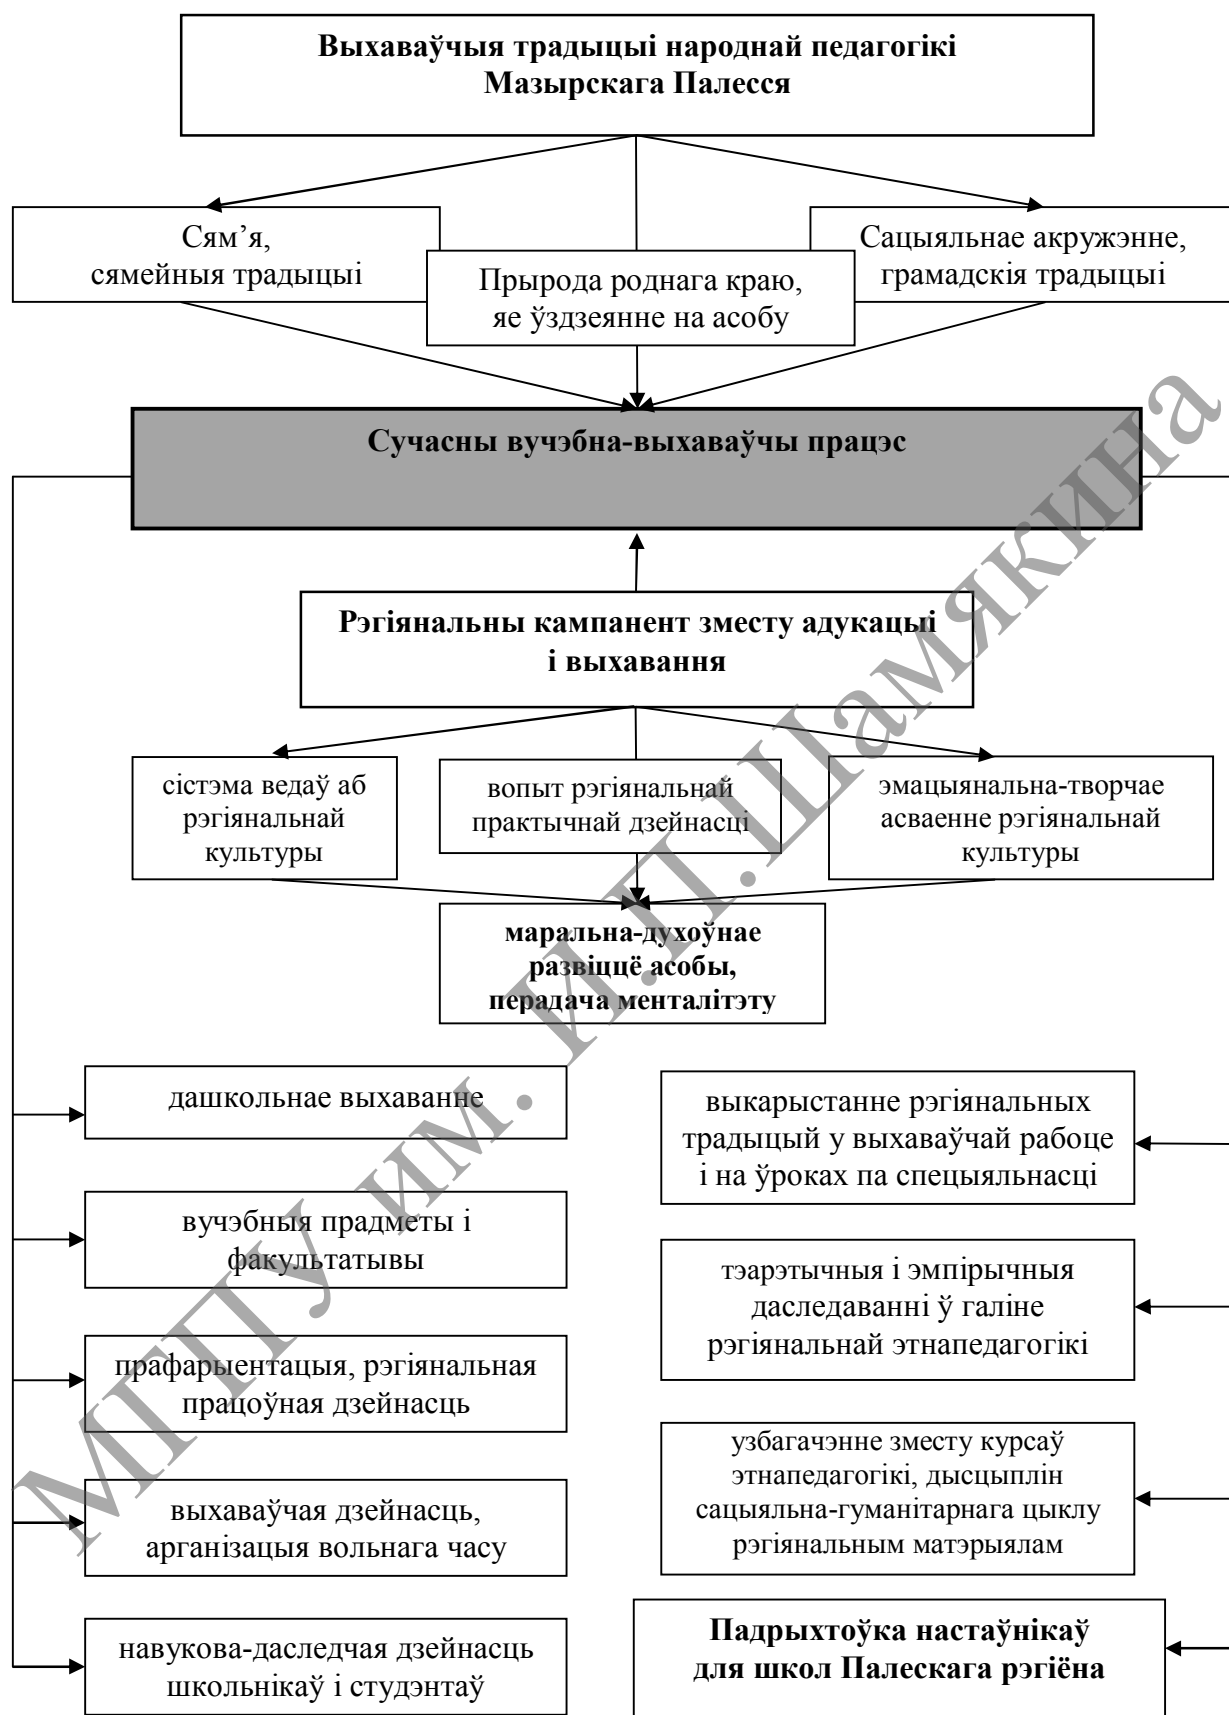 Выхаваўчыя традыцыі народнай педагогікі
Мазырскага Палесся
Сям’я,
сямейныя традыцыі
Прырода роднага краю,
яе ўздзеянне на асобу
Сацыяльнае акружэнне,
грамадскія традыцыі
Сучасны вучэбна-выхаваўчы працэс
Рэгіянальны кампанент зместу адукацыі
і выхавання
сістэма ведаў аб
рэгіянальнай
культуры
вопыт рэгіянальнай
практычнай дзейнасці
эмацыянальна-творчае
асваенне рэгіянальнай
культуры
маральна-духоўнае
развіццё асобы,
перадача менталітэту
дашкольнае выхаванне
вучэбныя прадметы і
факультатывы
прафарыентацыя, рэгіянальная
працоўная дзейнасць
выхаваўчая дзейнасць,
арганізацыя вольнага часу
навукова-даследчая дзейнасць
школьнікаў і студэнтаў
выкарыстанне рэгіянальных
традыцый у выхаваўчай рабоце
і на ўроках па спецыяльнасці
тэарэтычныя і эмпірычныя
даследаванні ў галіне
рэгіянальнай этнапедагогікі
узбагачэнне зместу курсаў
этнапедагогікі, дысцыплін
сацыяльна-гуманітарнага цыклу
рэгіянальным матэрыялам
Падрыхтоўка настаўнікаў
для школ Палескага рэгіёна
МГПУ им. И.П.Шамякина